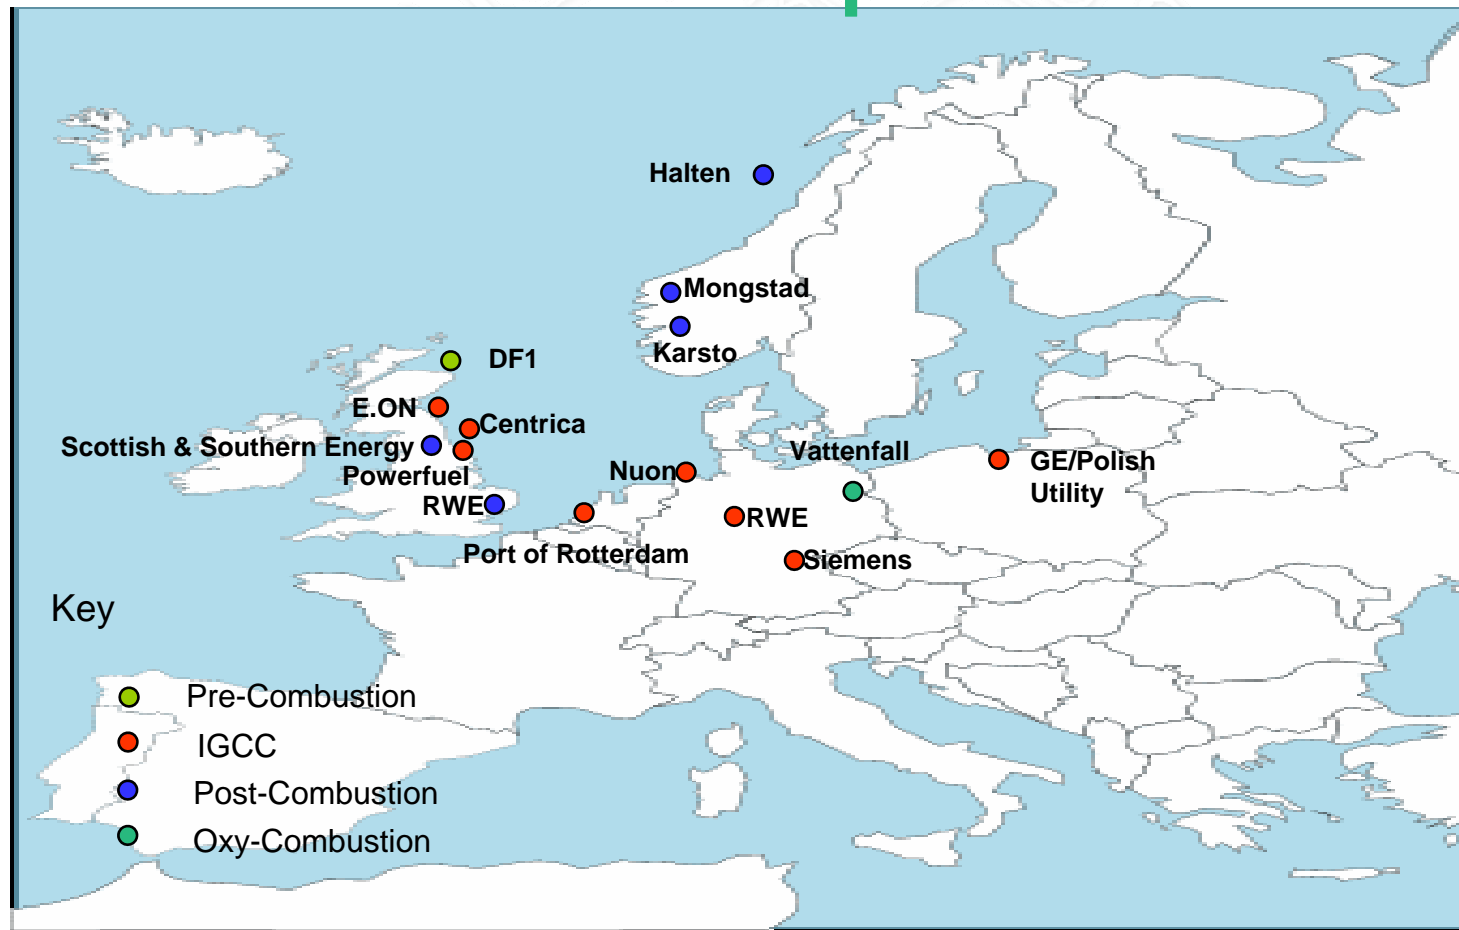 Halten
Mongstad
Karsto
DF1
E.ON
Centrica
Scottish & Southern Energy
Powerfuel
RWE
Nuon
Port of Rotterdam
Vattenfall
RWE
Siemens
GE/Polish
Utility
Key
Pre-Combustion
IGCC
Post-Combustion
Oxy-Combustion